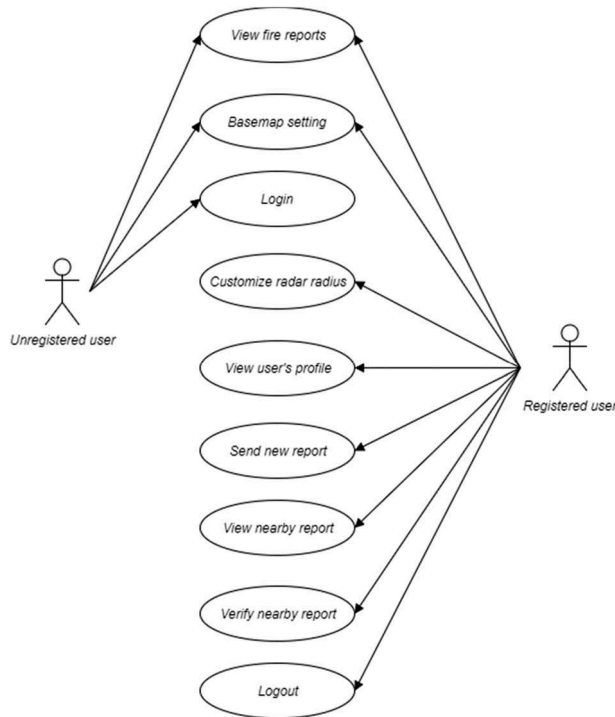 View fire reports
Basemap setting
Login
Customize radar radius
Unregistered user
View user's profile
Registered user
Send new report
View nearby report
Verify nearby report
Logout